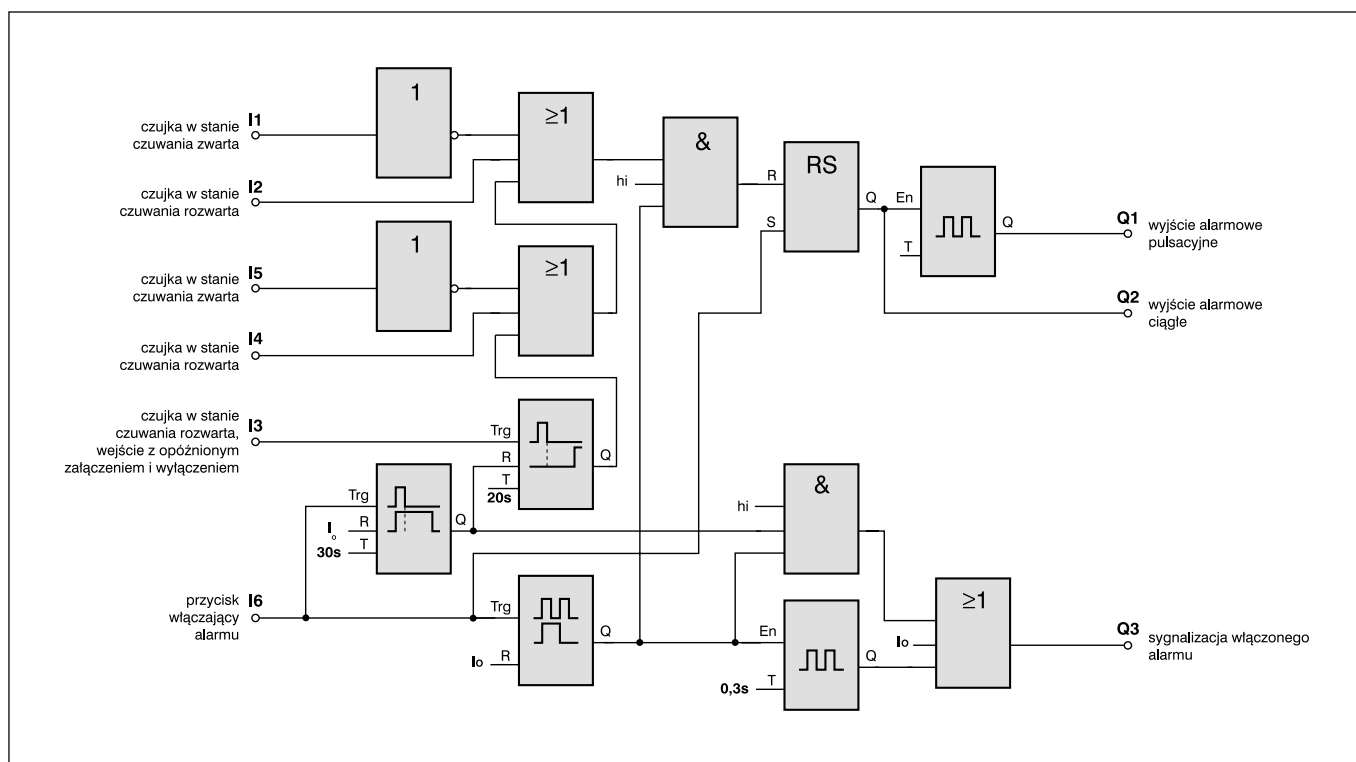 I1
czujka w stanie
czuwania zwarta
I2
czujka w stanie
czuwania rozwarta
I5
czujka w stanie
czuwania zwarta
I4
czujka w stanie
czuwania rozwarta
czujka w stanie
czuwania rozwarta,
wejście z opóźnionym
załączeniem i wyłączeniem
I3
przycisk
włączający
alarmu
I6
1
1
≥1
≥1
Trg
R
T
20s
Q
Trg
R
Io
T
30s
Q
Trg
R
Io
Q
&
hi
RS
R
S
Q
En
T
Q
Q1
wyjście alarmowe
pulsacyjne
Q2
wyjście alarmowe
ciągłe
&
hi
En
T
0,3s
Q
≥1
Io
Q3
sygnalizacja włączonego
alarmu